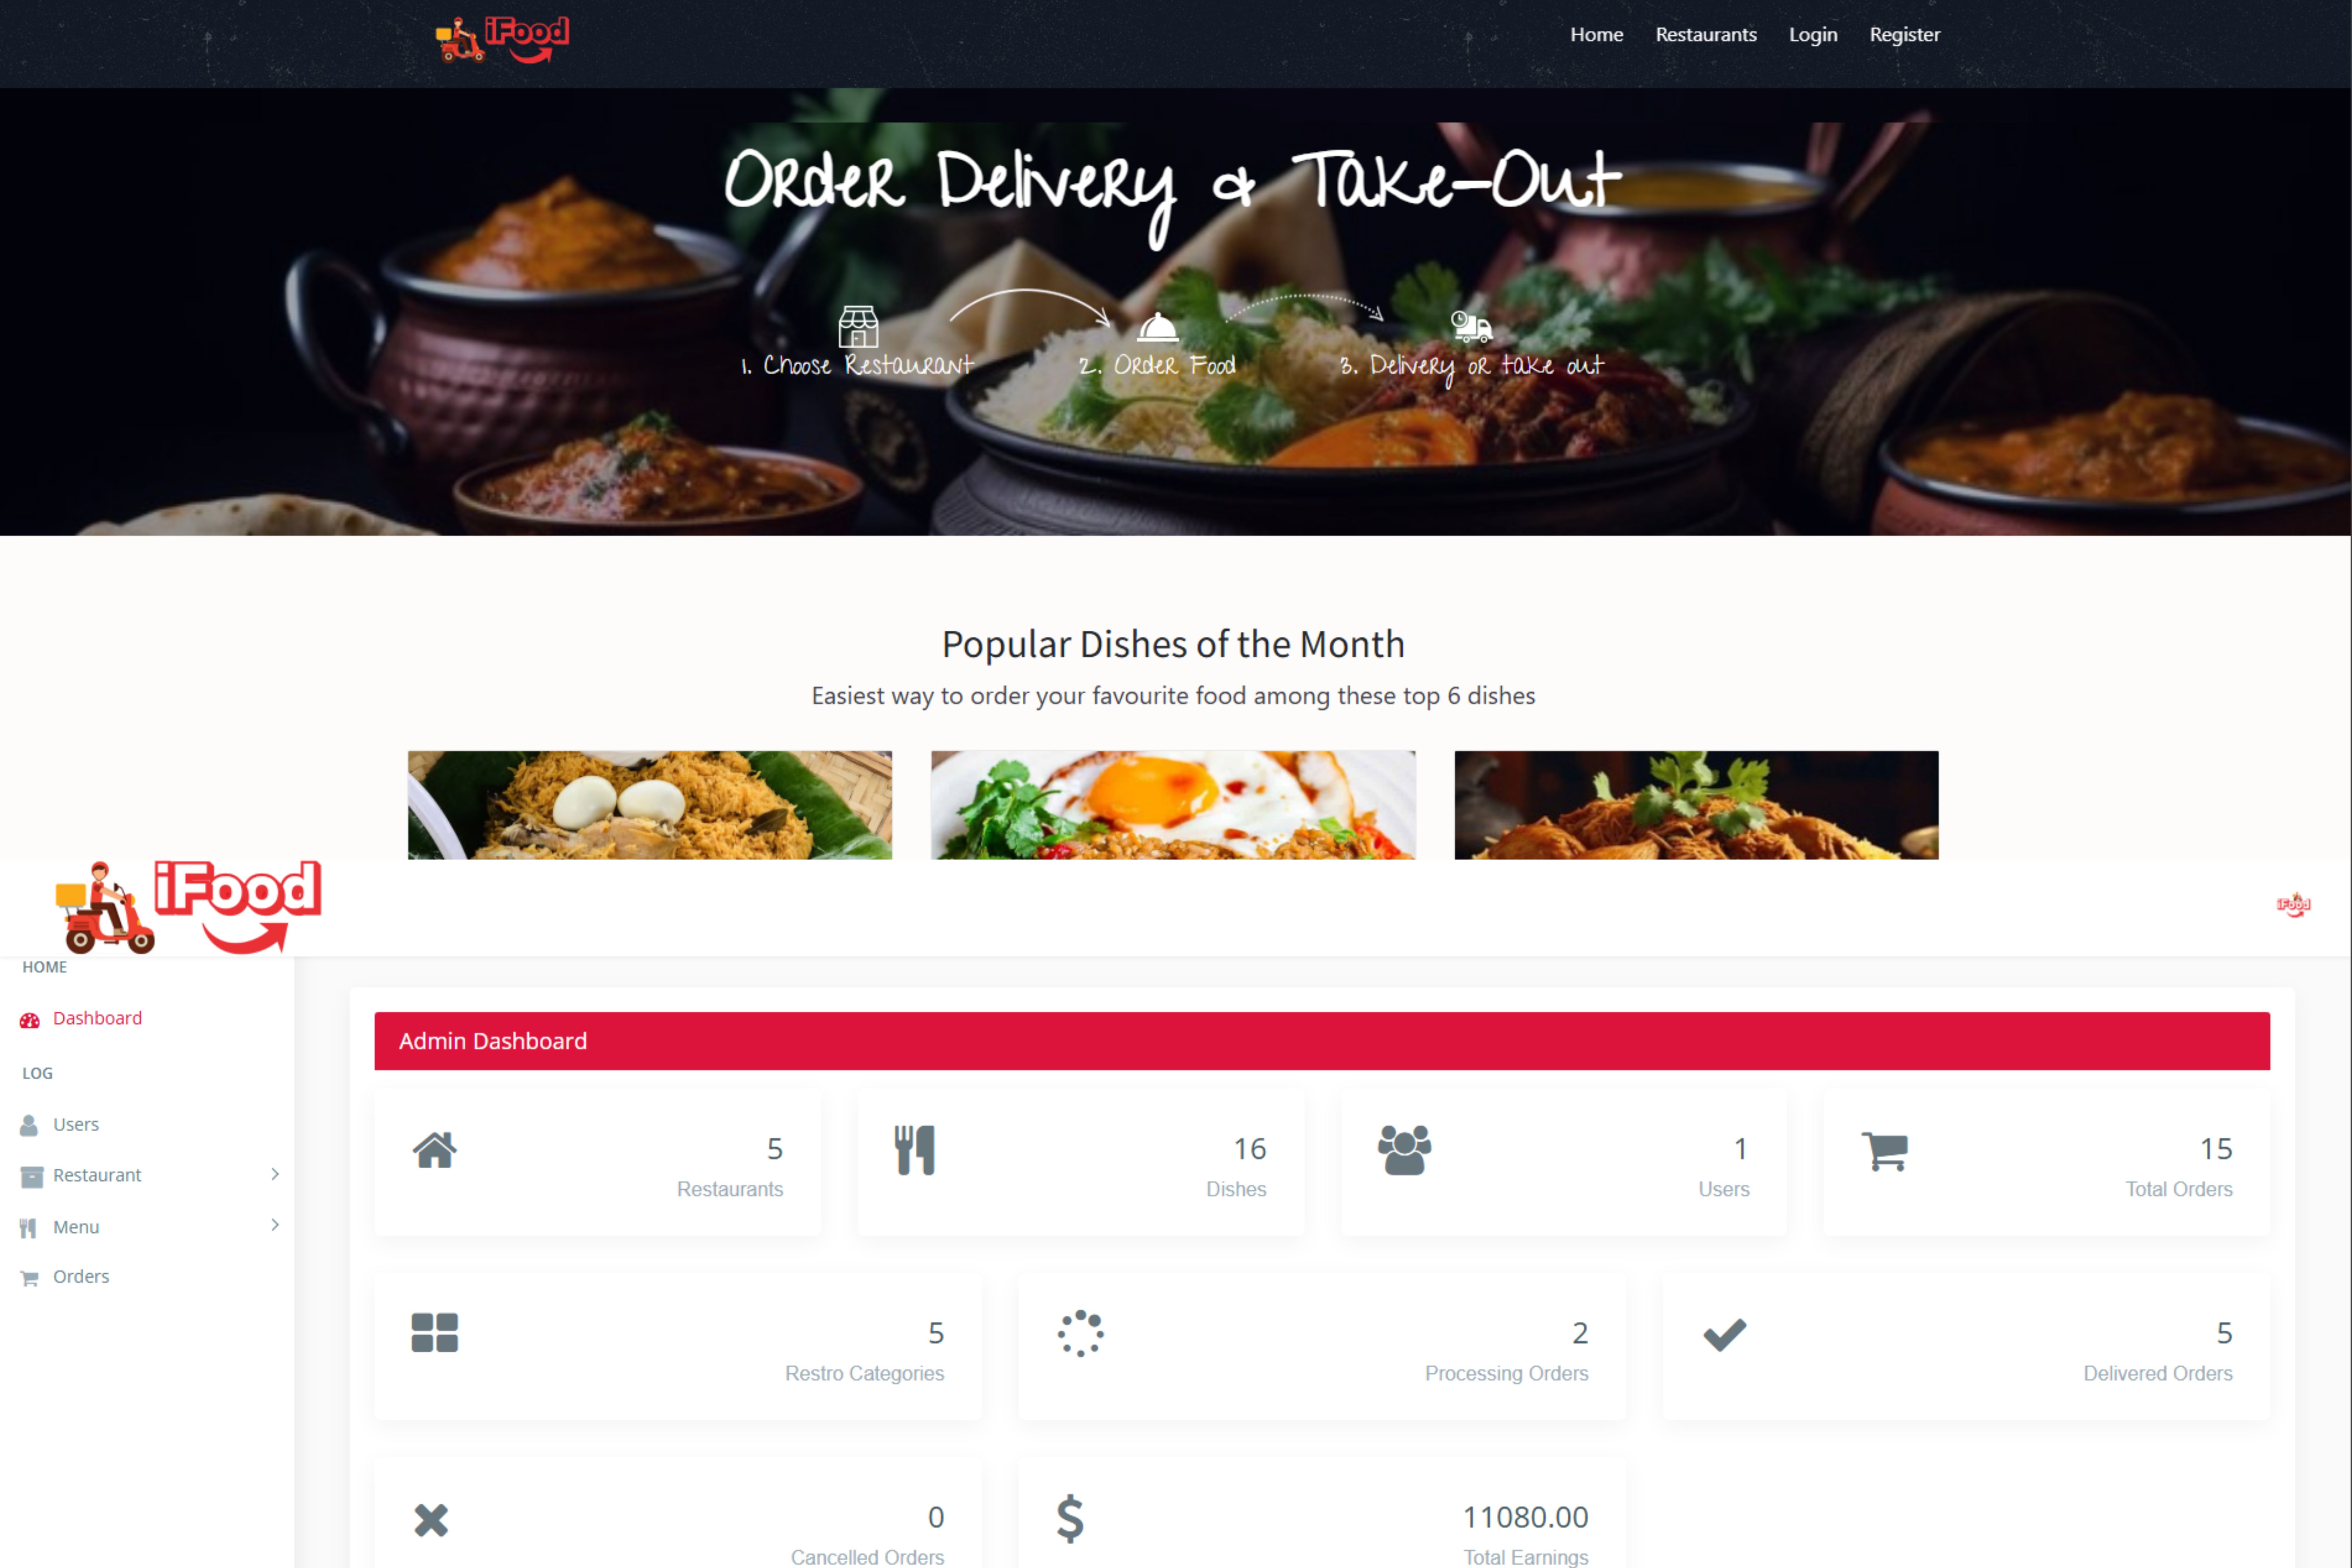 iFood
Home Restaurants Login Register
Order Delivery & Take-Out
1. Choose Restaurant 2. Order Food 3. Delivery or take out
Popular Dishes of the Month
Easiest way to order your favourite food among these top 6 dishes
iFood
iFood
HOME
Dashboard
LOG
Users
Restaurant
Menu
Orders
Admin Dashboard
5
Restaurants
16
Dishes
1
Users
15
Total Orders
5
Restro Categories
2
Processing Orders
5
Delivered Orders
0
Cancelled Orders
11080.00
Total Earnings